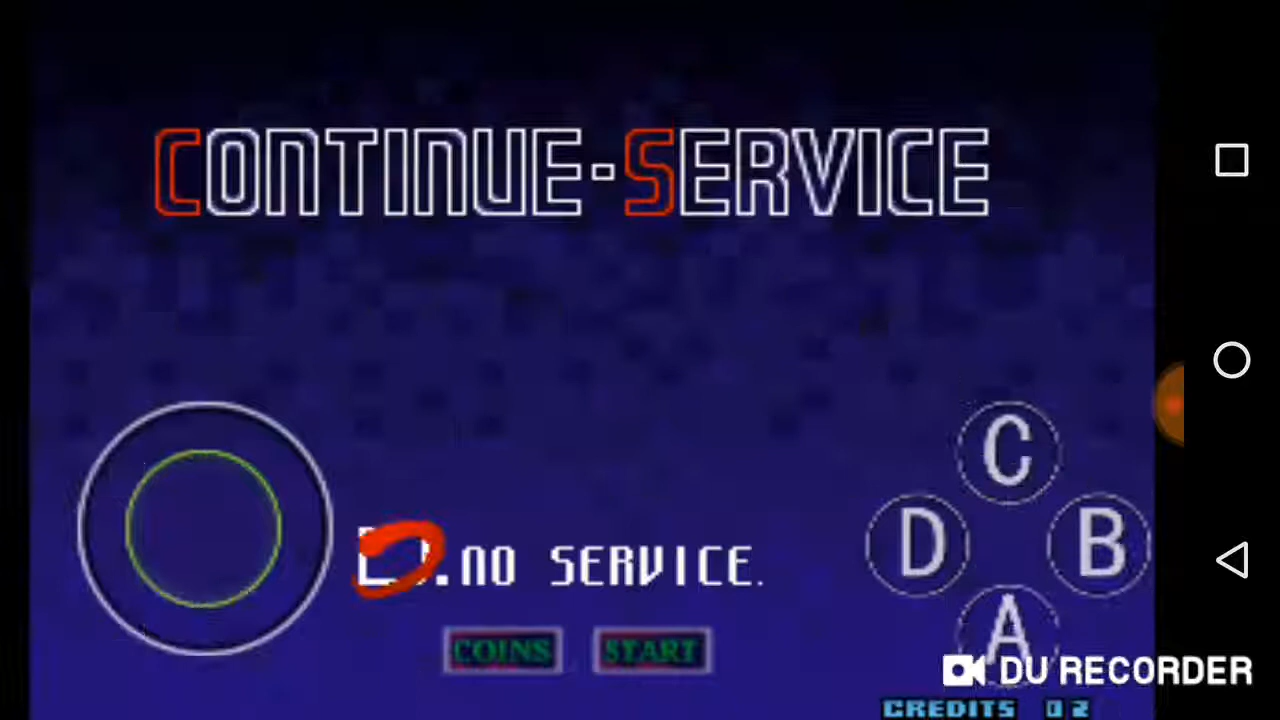 CONTINUE-SERVICE
C
D
B
.NO SERVICE.
A
COINS
START
DU RECORDER
CREDITS 02